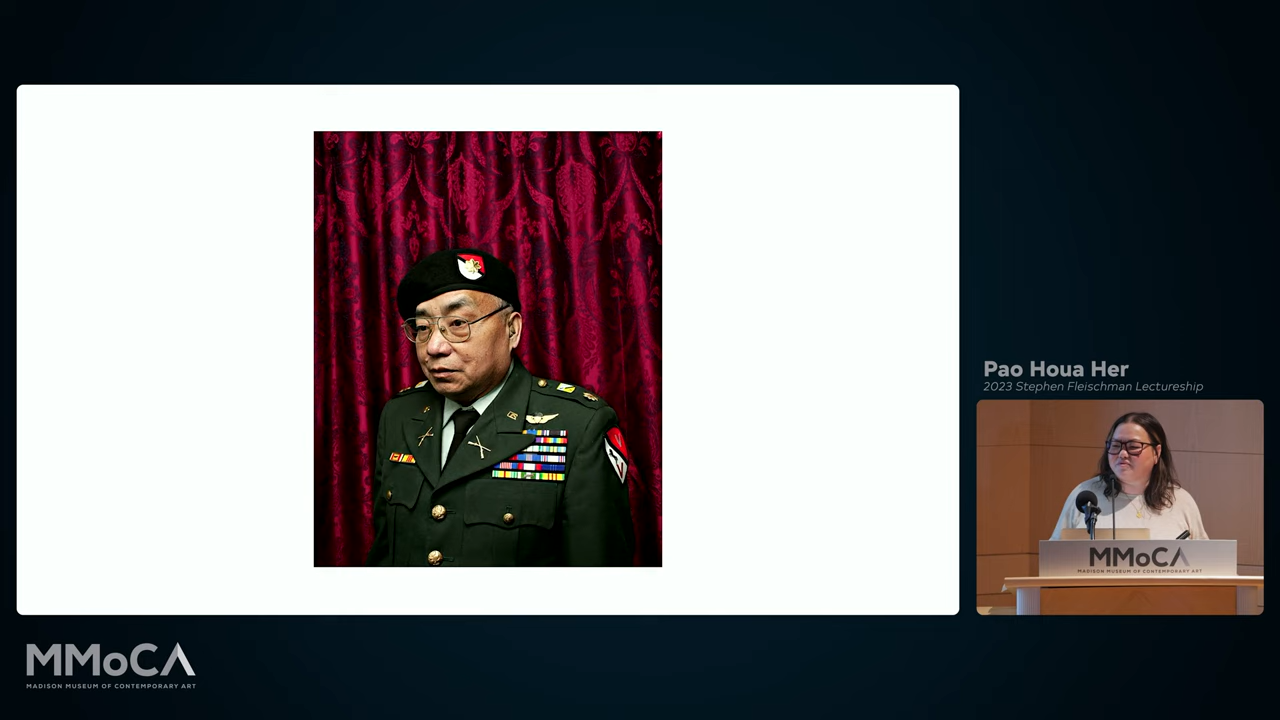 Pao Houa Her
2023 Stephen Fleischman Lectureship
MMoCA
MADISON MUSEUM OF CONTEMPORARY ART
MMoCA
MADISON MUSEUM OF CONTEMPORARY ART